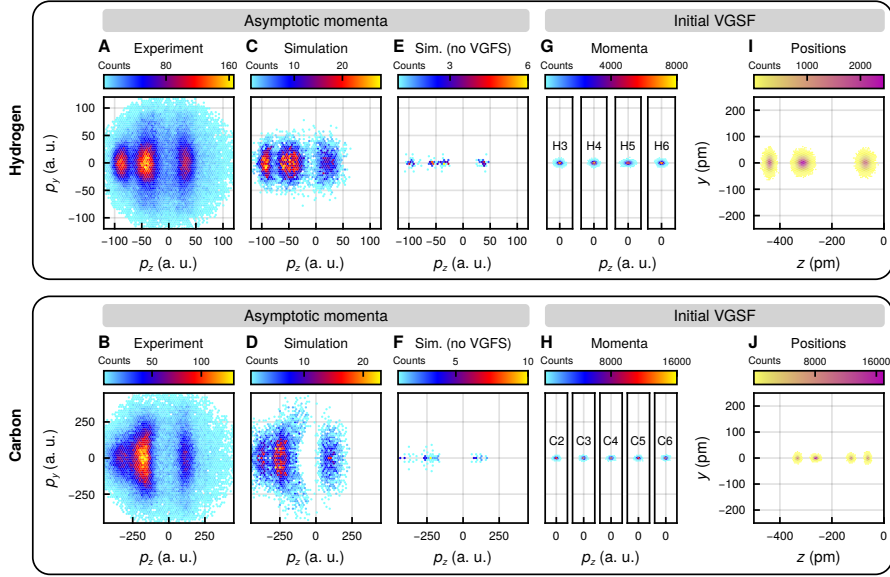 Asymptotic momenta
Initial VGSF
A Experiment
C Simulation
E Sim. (no VGFS)
G Momenta
I Positions
Counts 80 160
Counts 10 20
Counts 3 6
Counts 4000 8000
Counts 1000 2000
Hydrogen
p_y (a. u.)
100
50
0
−50
−100
H3 H4 H5 H6
y (pm)
200
100
0
−100
−200
−100 −50 0 50 100
−100 −50 0 50 100
−100 −50 0 50 100
0 0 0 0
−400 −200 0
p_z (a. u.)
p_z (a. u.)
p_z (a. u.)
p_z (a. u.)
z (pm)
Asymptotic momenta
Initial VGSF
B Experiment
D Simulation
F Sim. (no VGFS)
H Momenta
J Positions
Counts 50 100
Counts 10 20
Counts 5 10
Counts 8000 16000
Counts 8000 16000
Carbon
p_y (a. u.)
250
0
−250
C2 C3 C4 C5 C6
y (pm)
200
100
0
−100
−200
−250 0 250
−250 0 250
−250 0 250
0 0 0 0 0
−400 −200 0
p_z (a. u.)
p_z (a. u.)
p_z (a. u.)
p_z (a. u.)
z (pm)